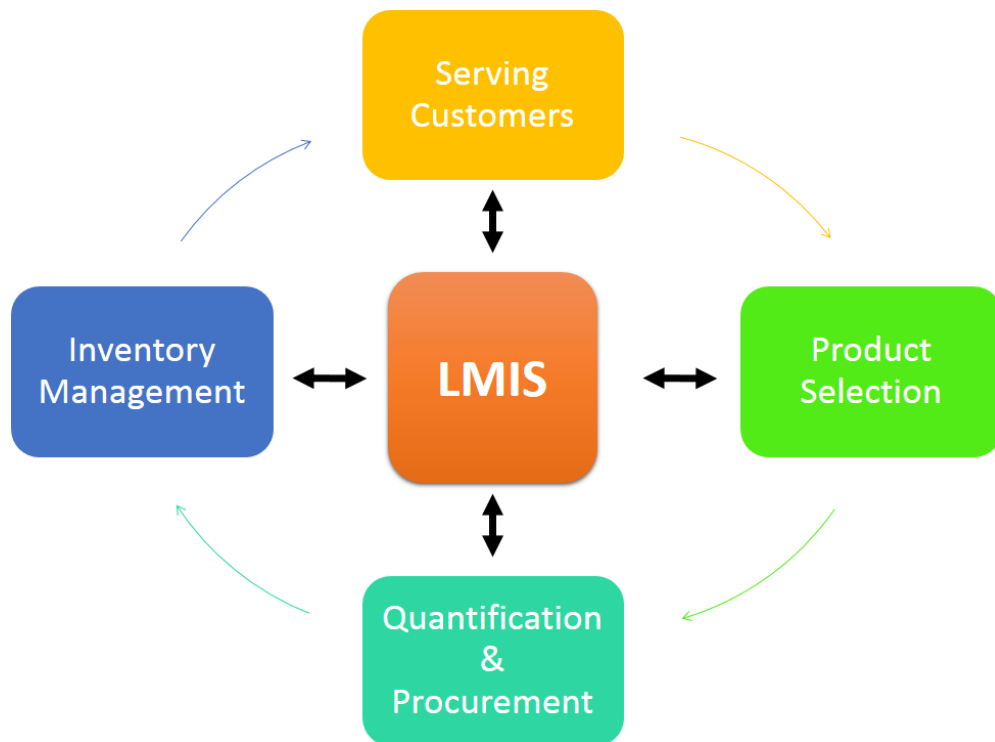 Serving
Customers
Inventory
Management
LMIS
Product
Selection
Quantification
&
Procurement